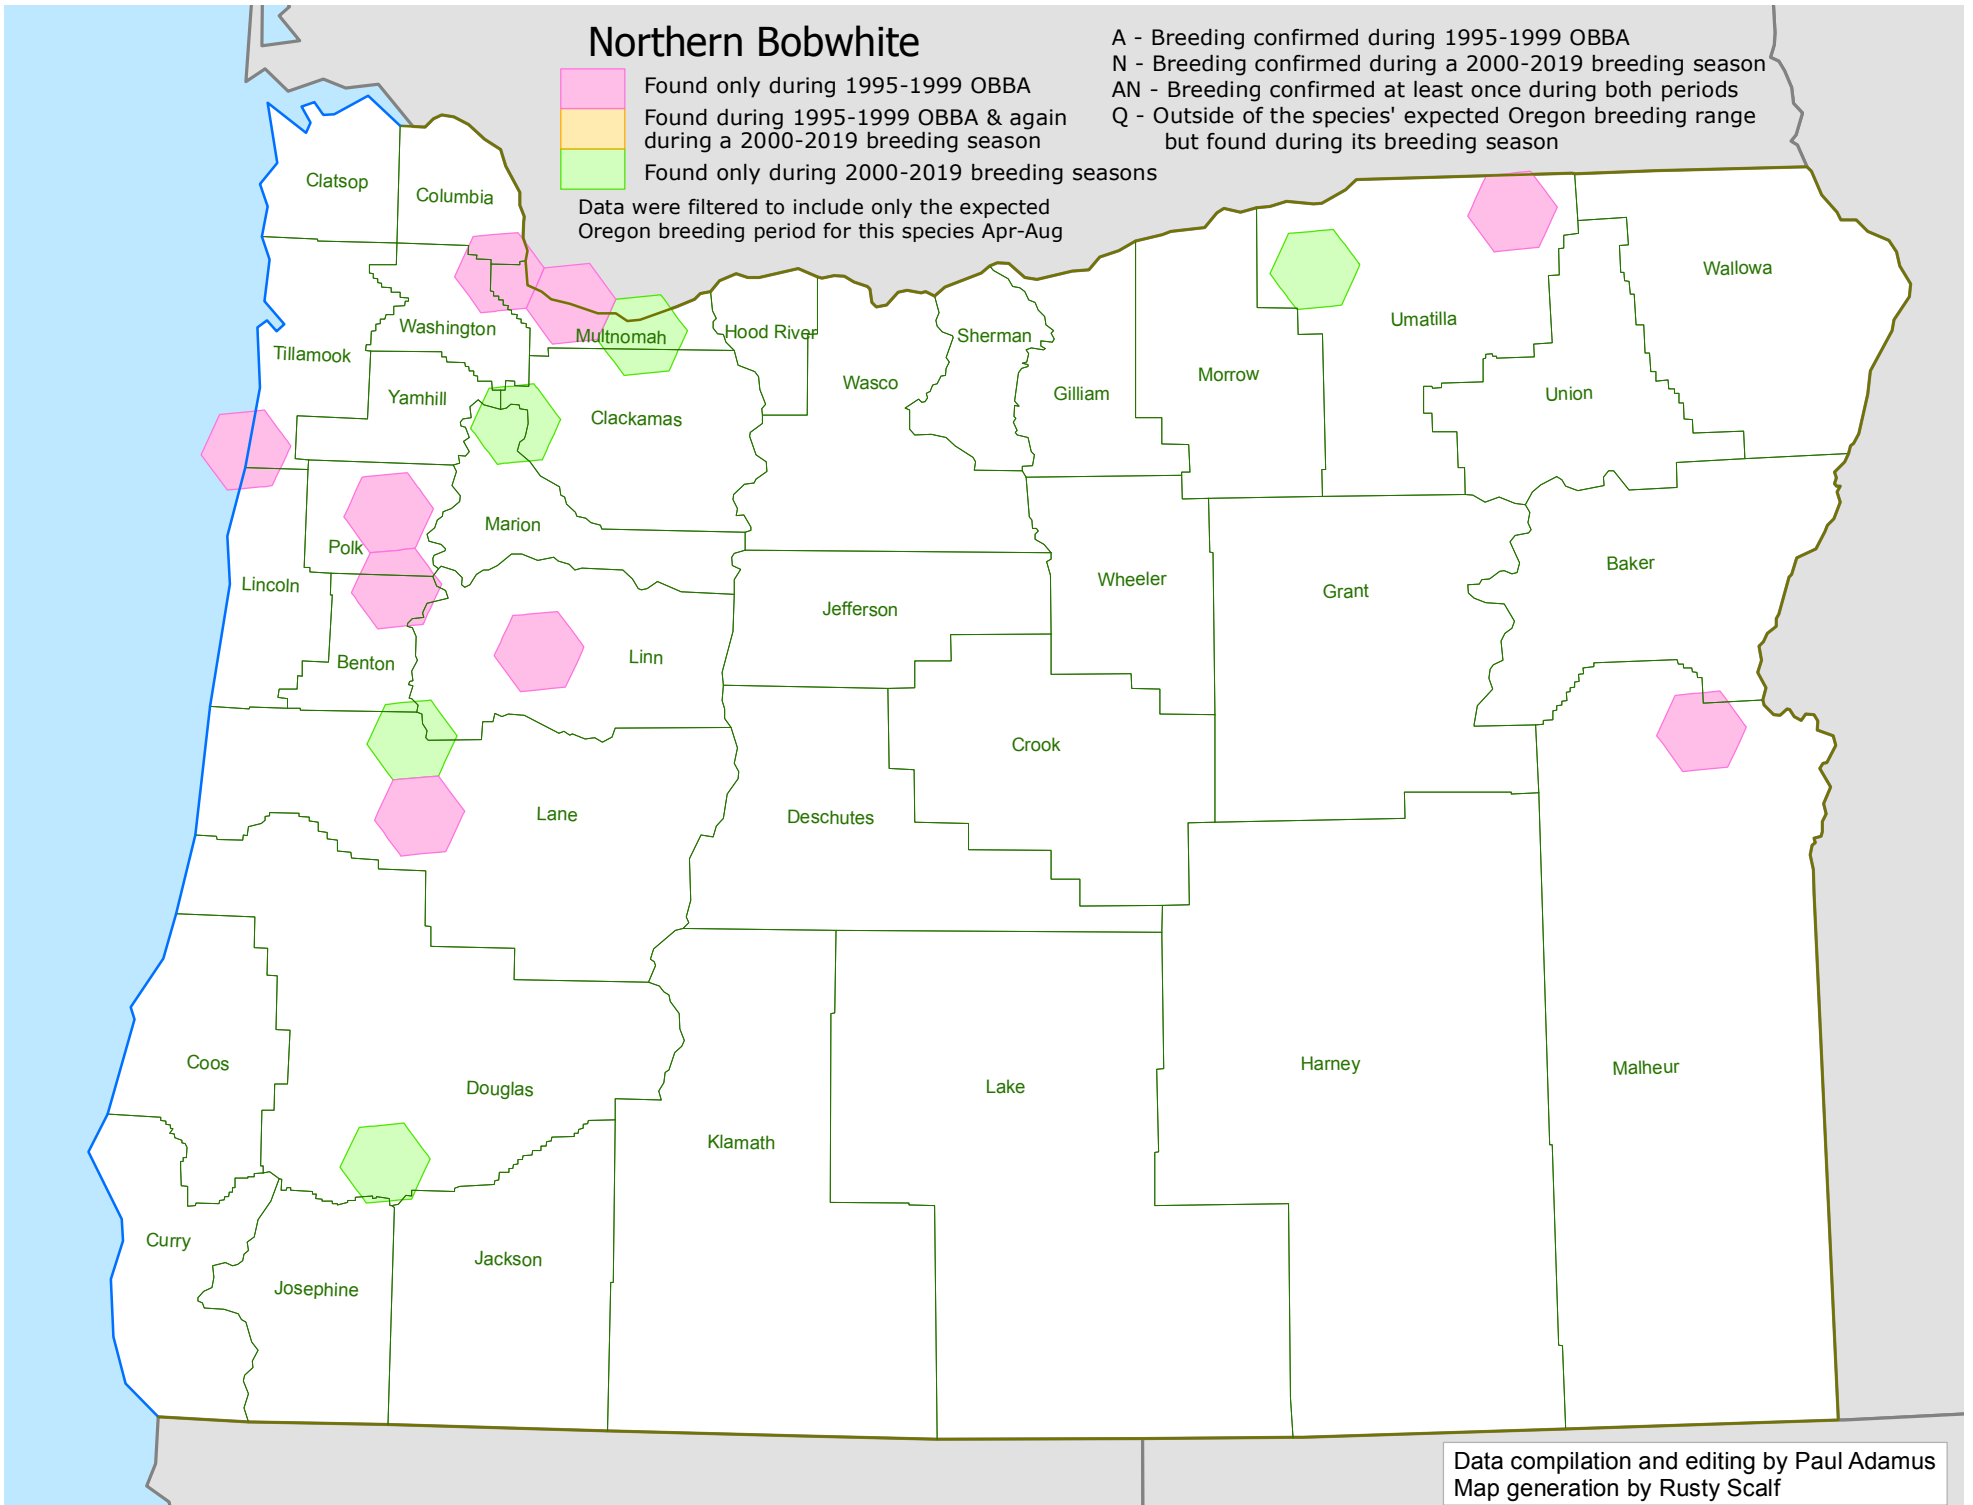 Northern Bobwhite
Found only during 1995-1999 OBBA
Found during 1995-1999 OBBA & again
during a 2000-2019 breeding season
Found only during 2000-2019 breeding seasons
Data were filtered to include only the expected
Oregon breeding period for this species Apr-Aug
A - Breeding confirmed during 1995-1999 OBBA
N - Breeding confirmed during a 2000-2019 breeding season
AN - Breeding confirmed at least once during both periods
Q - Outside of the species' expected Oregon breeding range
but found during its breeding season
Clatsop
Columbia
Tillamook
Washington
Multnomah
Hood River
Sherman
Wasco
Gilliam
Morrow
Umatilla
Wallowa
Union
Yamhill
Clackamas
Marion
Polk
Lincoln
Benton
Linn
Jefferson
Wheeler
Grant
Baker
Crook
Lane
Deschutes
Coos
Douglas
Klamath
Lake
Harney
Malheur
Curry
Josephine
Jackson
Data compilation and editing by Paul Adamus
Map generation by Rusty Scalf